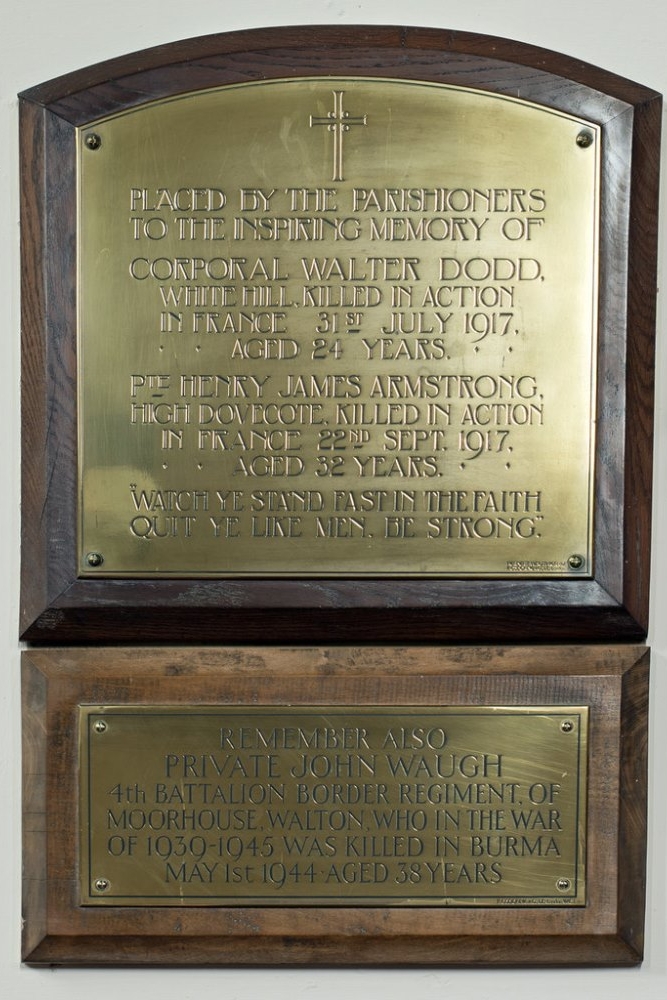 PLACED BY THE PARISHIONERS
TO THE INSPIRING MEMORY OF
CORPORAL WALTER DODD,
WHITE HILL, KILLED IN ACTION
IN FRANCE 31ST JULY 1917,
· · AGED 24 YEARS. · ·
PTE HENRY JAMES ARMSTRONG,
HIGH DOVECOTE, KILLED IN ACTION
IN FRANCE 22ND SEPT. 1917,
· · AGED 32 YEARS. · ·
"WATCH YE STAND FAST IN THE FAITH
QUIT YE LIKE MEN, BE STRONG."
REMEMBER ALSO
PRIVATE JOHN WAUGH
4th BATTALION BORDER REGIMENT, OF
MOORHOUSE, WALTON, WHO IN THE WAR
OF 1939-1945 WAS KILLED IN BURMA
MAY 1st 1944·AGED 38 YEARS